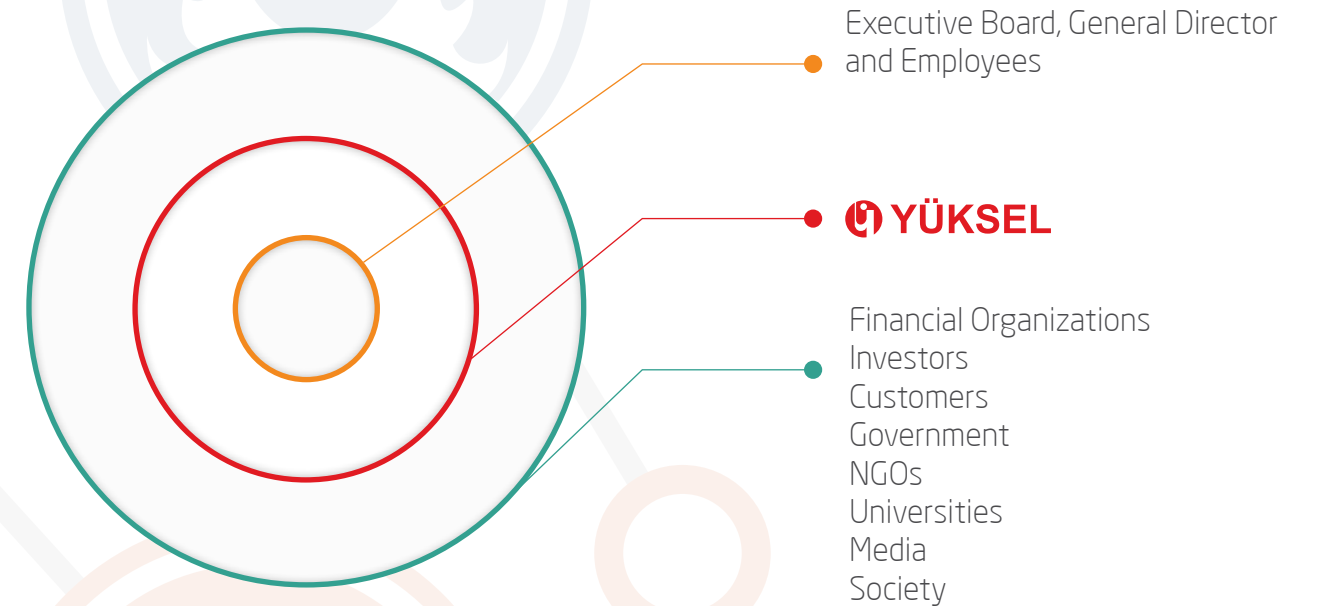 Executive Board, General Director
and Employees
YÜKSEL
Financial Organizations
Investors
Customers
Government
NGOs
Universities
Media
Society